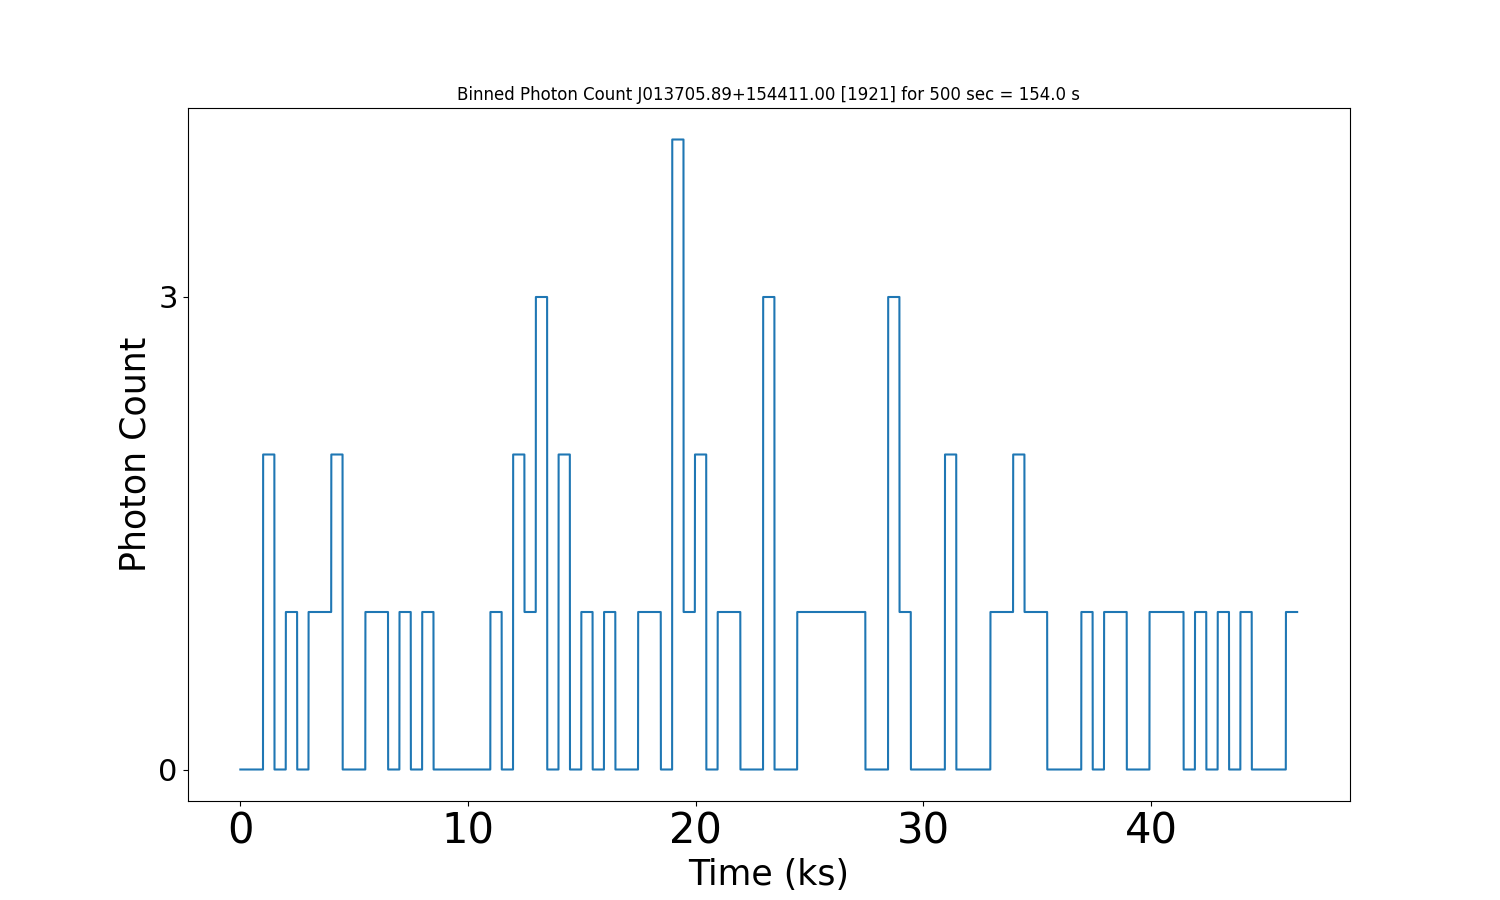 Binned Photon Count J013705.89+154411.00 [1921] for 500 sec = 154.0 s
3
Photon Count
0
0 10 20 30 40
Time (ks)